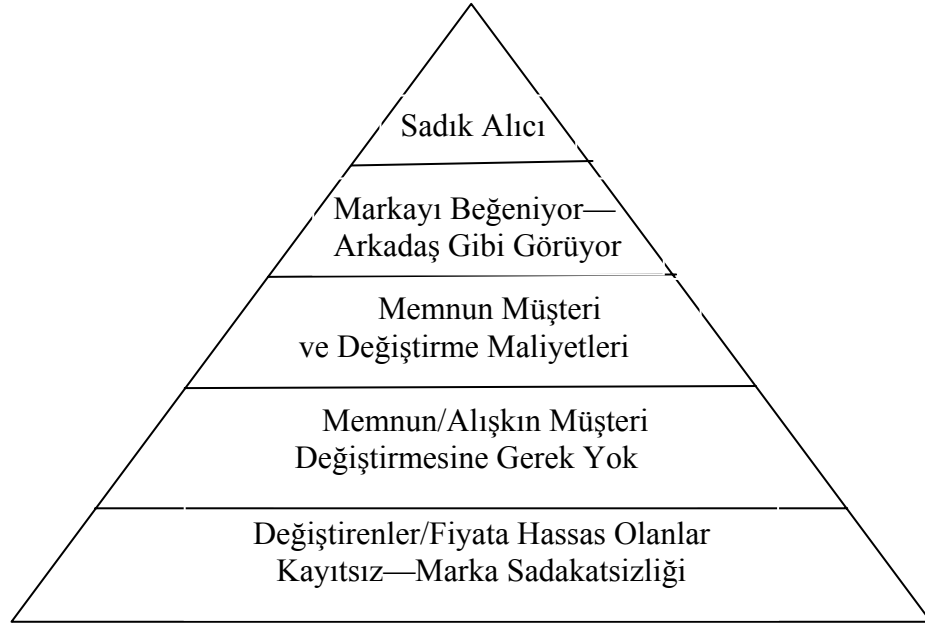 Sadık Alıcı
Markayı Beğeniyor—
Arkadaş Gibi Görüyor
Memnun Müşteri
ve Değiştirme Maliyetleri
Memnun/Alışkın Müşteri
Değiştirmesine Gerek Yok
Değiştirenler/Fiyata Hassas Olanlar
Kayıtsız—Marka Sadakatsizliği